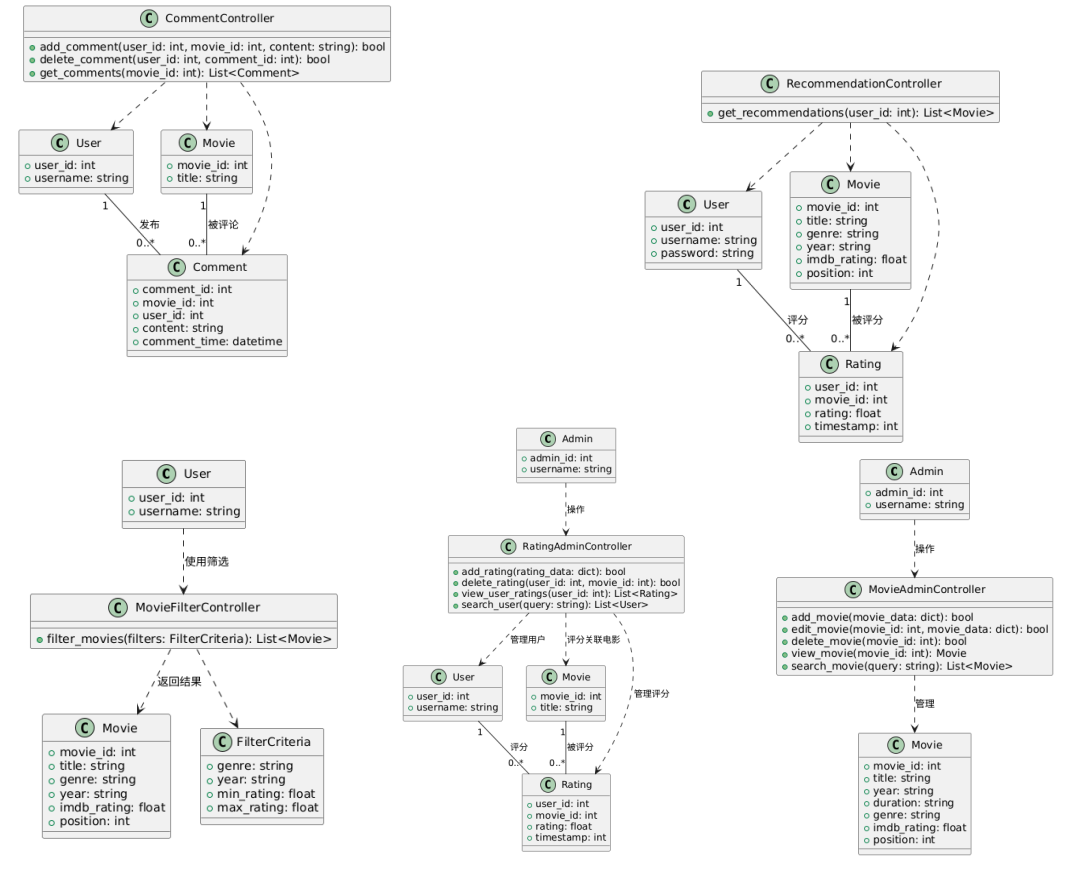 C CommentController
add_comment(user_id: int, movie_id: int, content: string): bool
delete_comment(user_id: int, comment_id: int): bool
get_comments(movie_id: int): List<Comment>
C User
user_id: int
username: string
C Movie
movie_id: int
title: string
1
发布
0..*
1
被评论
0..*
C Comment
comment_id: int
movie_id: int
user_id: int
content: string
comment_time: datetime
C RecommendationController
get_recommendations(user_id: int): List<Movie>
C User
user_id: int
username: string
password: string
C Movie
movie_id: int
title: string
genre: string
year: string
imdb_rating: float
position: int
1
评分
0..*
1
被评分
0..*
C Rating
user_id: int
movie_id: int
rating: float
timestamp: int
C User
user_id: int
username: string
使用筛选
C MovieFilterController
filter_movies(filters: FilterCriteria): List<Movie>
返回结果
C Movie
movie_id: int
title: string
genre: string
year: string
imdb_rating: float
position: int
C FilterCriteria
genre: string
year: string
min_rating: float
max_rating: float
C Admin
admin_id: int
username: string
操作
C RatingAdminController
add_rating(rating_data: dict): bool
delete_rating(user_id: int, movie_id: int): bool
view_user_ratings(user_id: int): List<Rating>
search_user(query: string): List<User>
管理用户
评分关联电影
管理评分
C User
user_id: int
username: string
C Movie
movie_id: int
title: string
1
评分
0..*
1
被评分
0..*
C Rating
user_id: int
movie_id: int
rating: float
timestamp: int
C Admin
admin_id: int
username: string
操作
C MovieAdminController
add_movie(movie_data: dict): bool
edit_movie(movie_id: int, movie_data: dict): bool
delete_movie(movie_id: int): bool
view_movie(movie_id: int): Movie
search_movie(query: string): List<Movie>
管理
C Movie
movie_id: int
title: string
year: string
duration: string
genre: string
imdb_rating: float
position: int